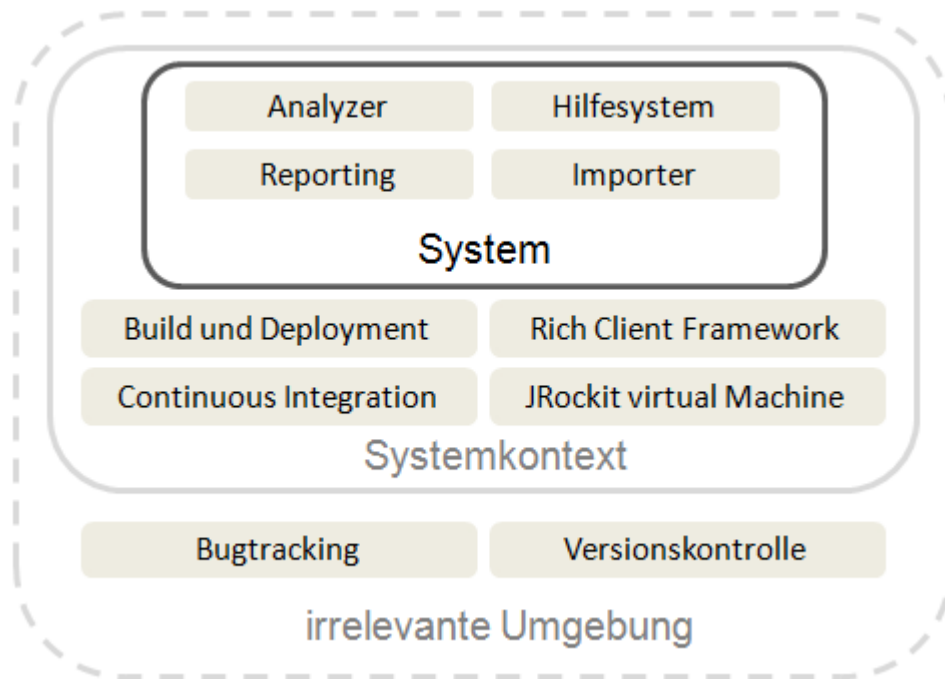 Analyzer Hilfesystem
Reporting Importer
System
Build und Deployment Rich Client Framework
Continuous Integration JRockit virtual Machine
Systemkontext
Bugtracking Versionskontrolle
irrelevante Umgebung